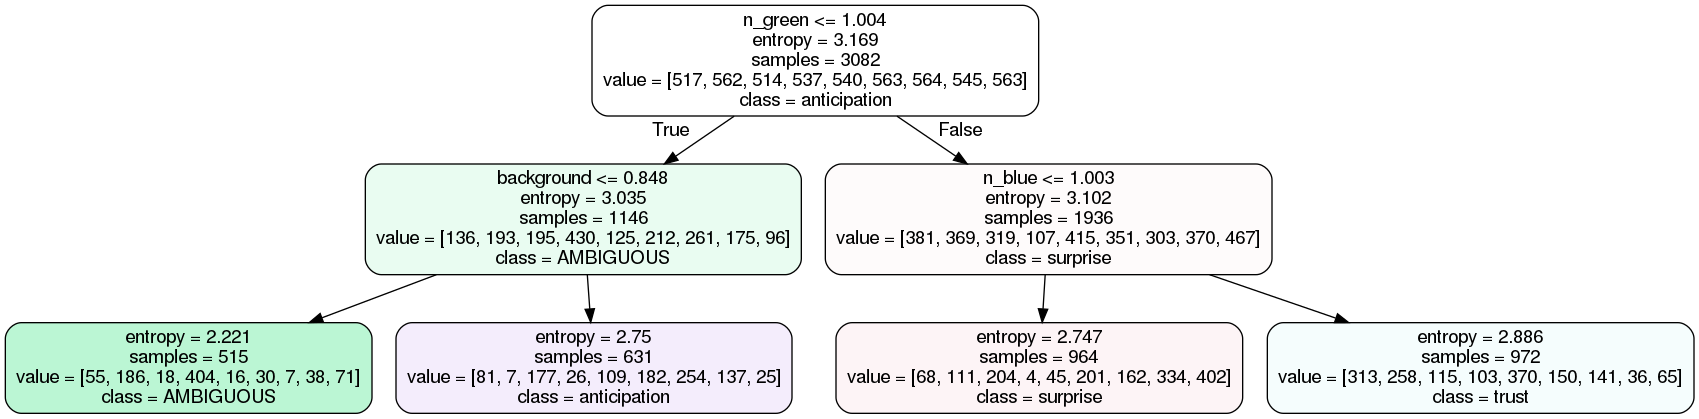 n_green <= 1.004
entropy = 3.169
samples = 3082
value = [517, 562, 514, 537, 540, 563, 564, 545, 563]
class = anticipation
True
False
background <= 0.848
entropy = 3.035
samples = 1146
value = [136, 193, 195, 430, 125, 212, 261, 175, 96]
class = AMBIGUOUS
n_blue <= 1.003
entropy = 3.102
samples = 1936
value = [381, 369, 319, 107, 415, 351, 303, 370, 467]
class = surprise
entropy = 2.221
samples = 515
value = [55, 186, 18, 404, 16, 30, 7, 38, 71]
class = AMBIGUOUS
entropy = 2.75
samples = 631
value = [81, 7, 177, 26, 109, 182, 254, 137, 25]
class = anticipation
entropy = 2.747
samples = 964
value = [68, 111, 204, 4, 45, 201, 162, 334, 402]
class = surprise
entropy = 2.886
samples = 972
value = [313, 258, 115, 103, 370, 150, 141, 36, 65]
class = trust